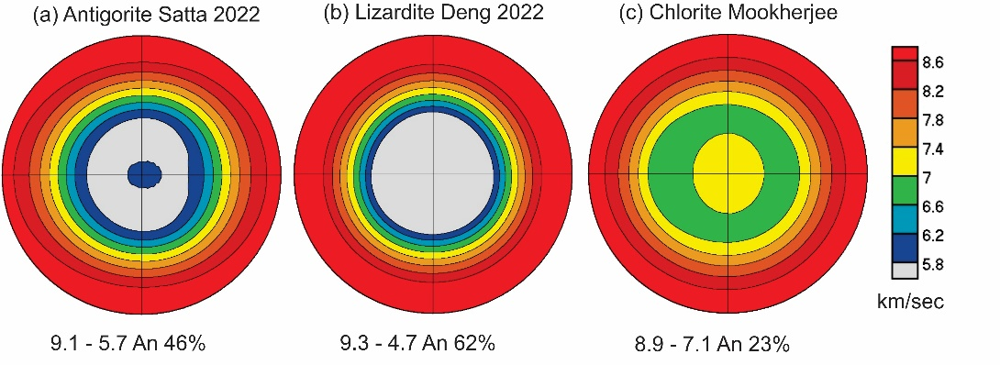 (a) Antigorite Satta 2022
(b) Lizardite Deng 2022
(c) Chlorite Mookherjee
8.6
8.2
7.8
7.4
7
6.6
6.2
5.8
km/sec
9.1 - 5.7 An 46%
9.3 - 4.7 An 62%
8.9 - 7.1 An 23%